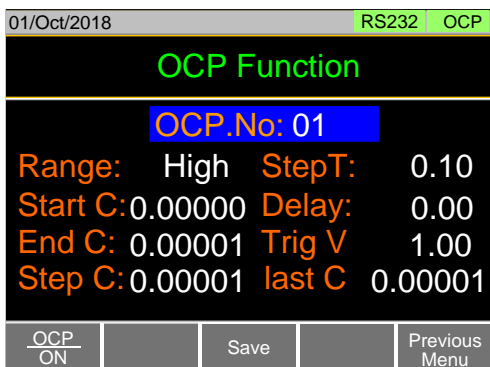 01/Oct/2018 RS232 OCP
OCP Function
OCP.No: 01
Range: High StepT: 0.10
Start C: 0.00000 Delay: 0.00
End C: 0.00001 Trig V 1.00
Step C: 0.00001 last C 0.00001
OCP
ON
Save
Previous
Menu